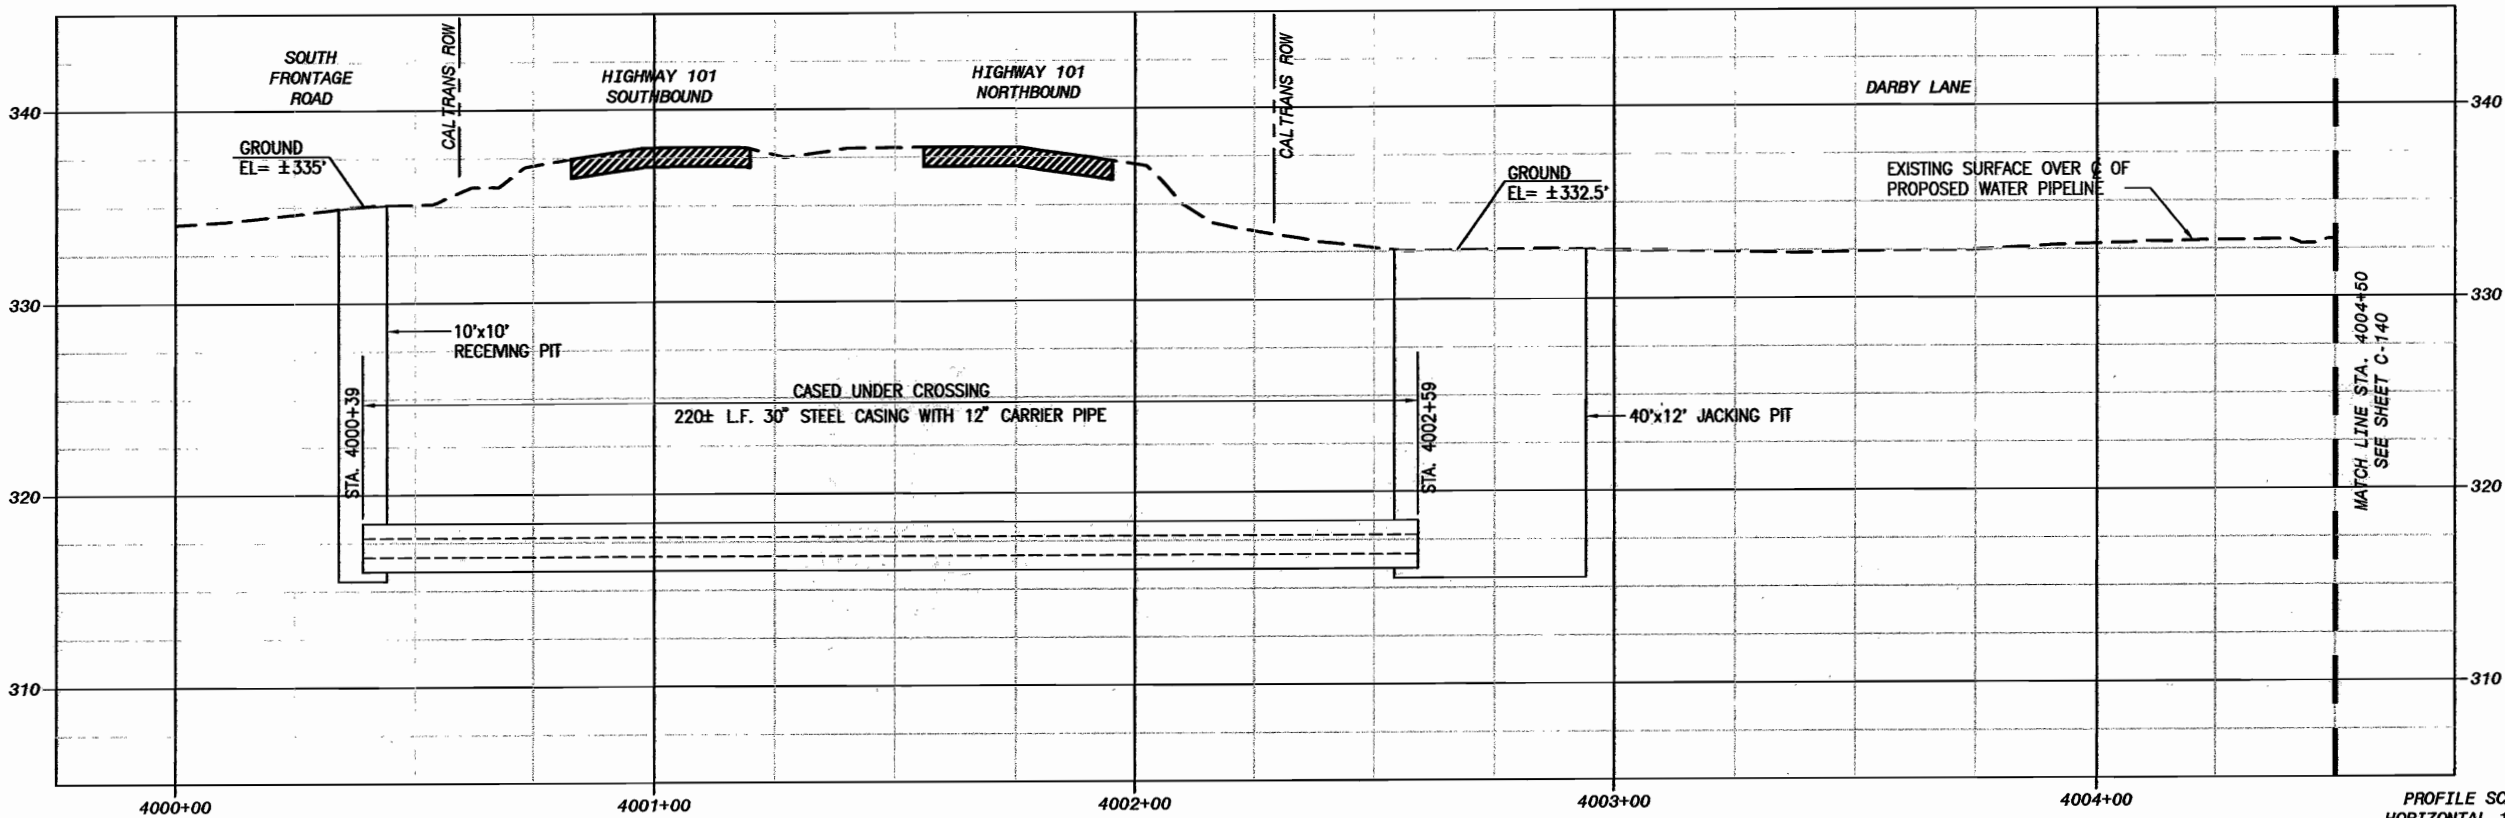 SOUTH
FRONTAGE
ROAD
CALTRANS ROW
HIGHWAY 101
SOUTHBOUND
HIGHWAY 101
NORTHBOUND
CALTRANS ROW
DARBY LANE
340
340
GROUND
EL= ±335'
GROUND
EL= ±332.5'
EXISTING SURFACE OVER ℄ OF
PROPOSED WATER PIPELINE
330
330
10'x10'
RECEIVING PIT
STA. 4000+39
CASED UNDER CROSSING
220± L.F. 30" STEEL CASING WITH 12" CARRIER PIPE
STA. 4002+59
40'x12' JACKING PIT
MATCH LINE STA. 4004+50
SEE SHEET C-140
320
320
310
310
4000+00
4001+00
4002+00
4003+00
4004+00
PROFILE SC
HORIZONTAL 1